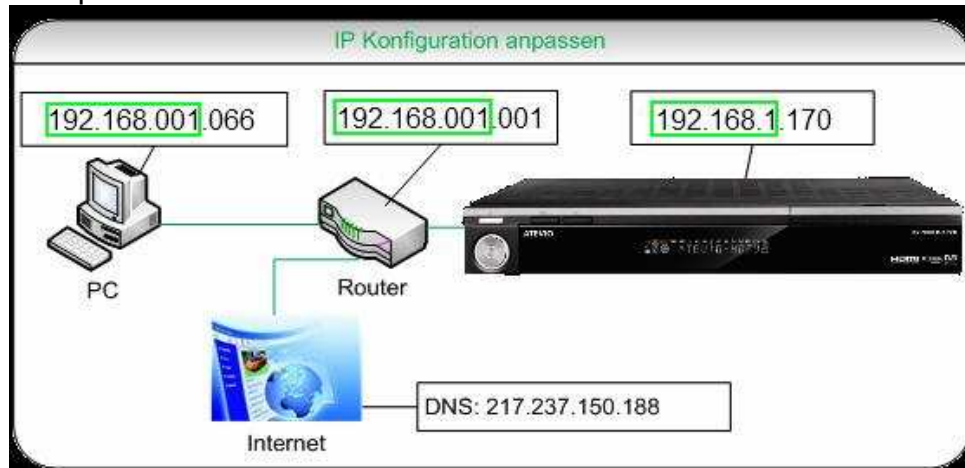 IP Konfiguration anpassen
192.168.001.066
192.168.001.001
192.168.1.170
ATEVIO
HDMI
PC
Router
DNS: 217.237.150.188
Internet